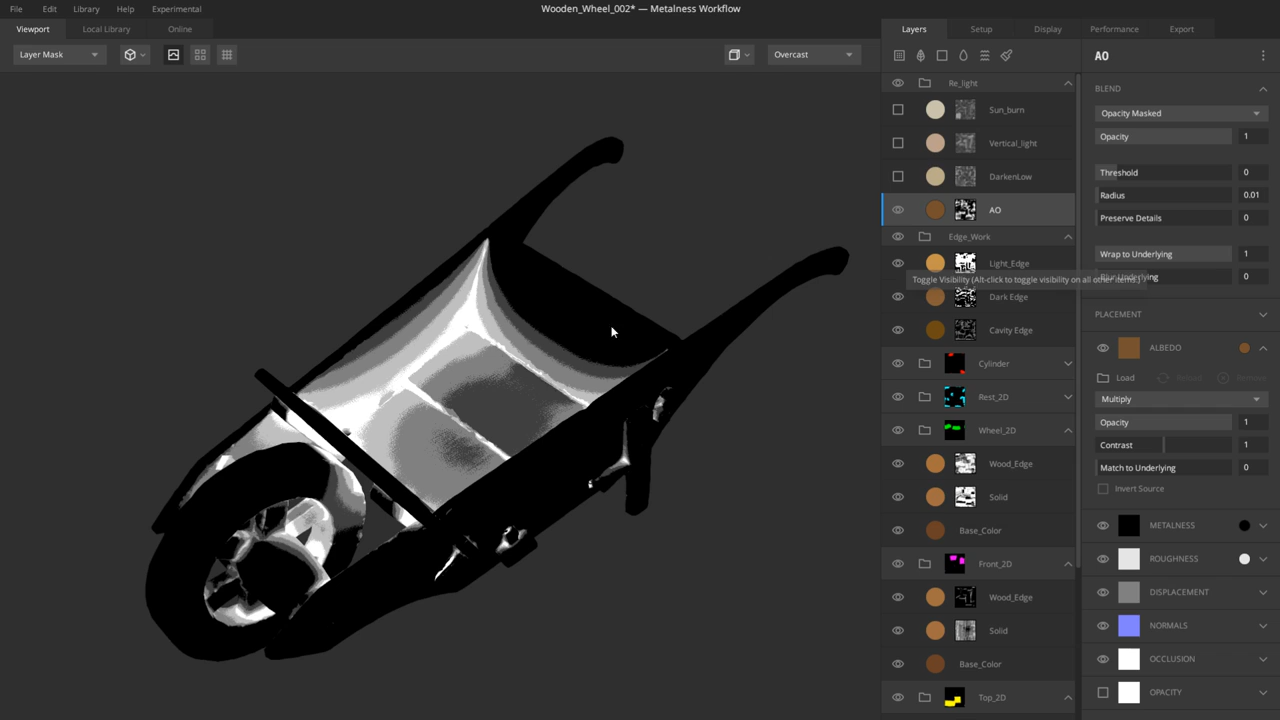 File Edit Library Help Experimental
Wooden_Wheel_002* — Metalness Workflow
Viewport Local Library Online
Layers Setup Display Performance Export
Layer Mask
Overcast
AO
Re_light
BLEND
Sun_burn
Opacity Masked
Opacity 1
Vertical_light
DarkenLow
Threshold 0
Radius 0.01
AO
Preserve Details 0
Edge_Work
Wrap to Underlying 1
Light_Edge
Toggle Visibility (Alt-click to toggle visibility on all other items.)
Blur Underlying 0
Dark Edge
PLACEMENT
Cavity Edge
ALBEDO
Cylinder
Load Reload Remove
Rest_2D
Multiply
Opacity 1
Wheel_2D
Contrast 1
Wood_Edge
Match to Underlying 0
Invert Source
Solid
METALNESS
Base_Color
ROUGHNESS
Front_2D
DISPLACEMENT
Wood_Edge
NORMALS
Solid
OCCLUSION
Base_Color
OPACITY
Top_2D